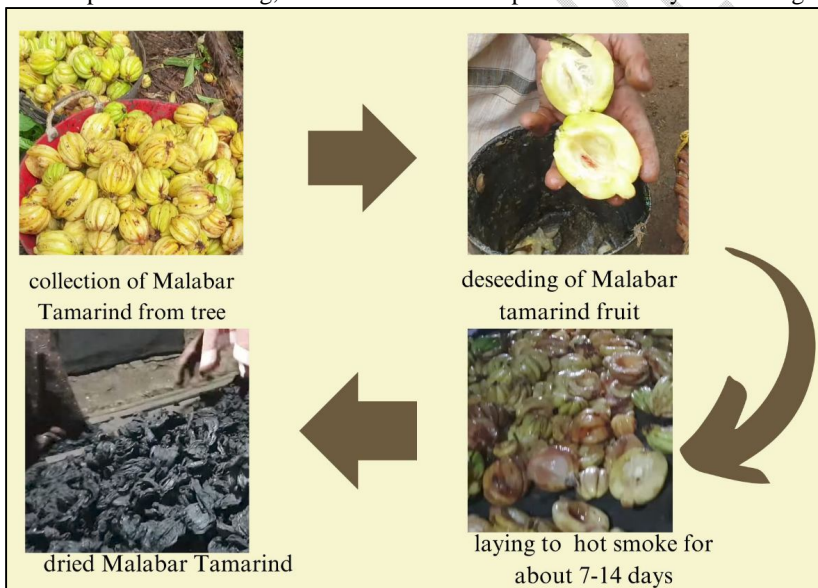 collection of Malabar
Tamarind from tree
deseeding of Malabar
tamarind fruit
laying to hot smoke for
about 7-14 days
dried Malabar Tamarind